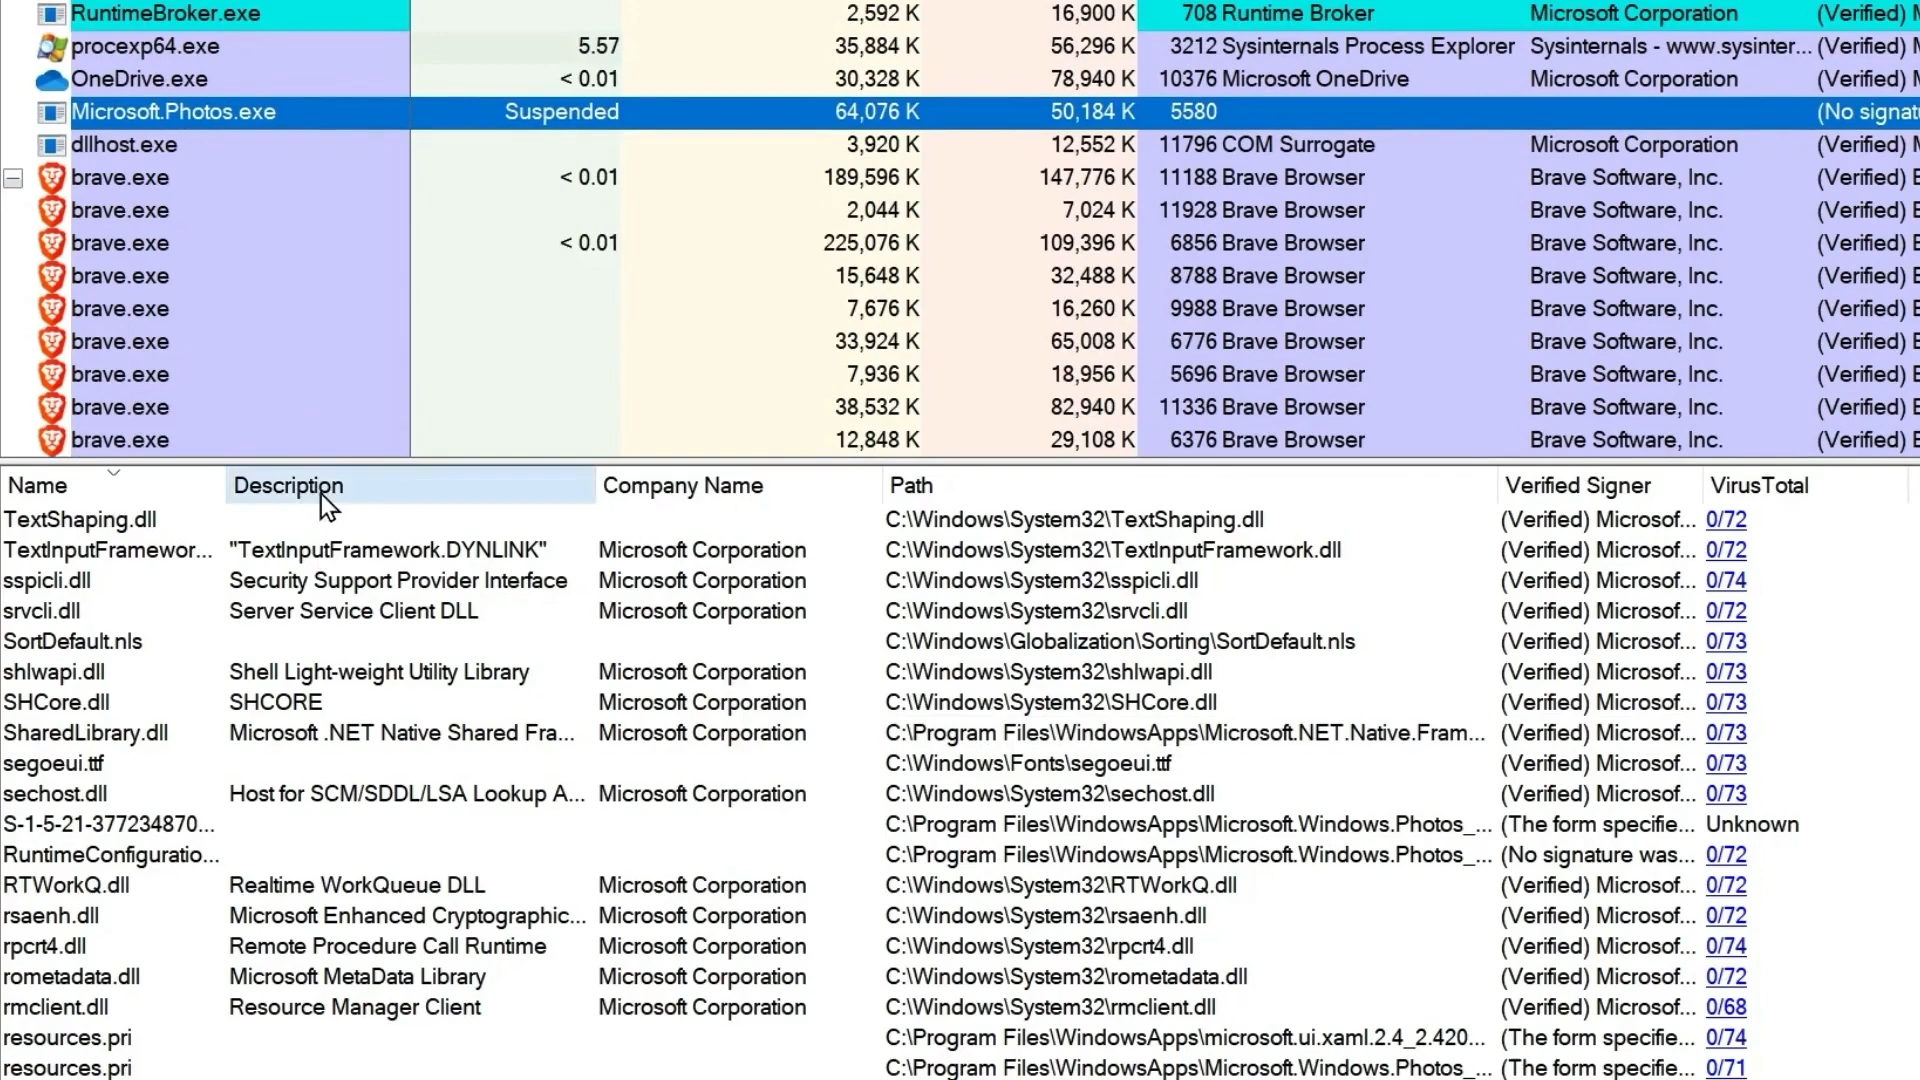 RuntimeBroker.exe 2,592 K 16,900 K 708 Runtime Broker Microsoft Corporation (Verified) M
procexp64.exe 5.57 35,884 K 56,296 K 3212 Sysinternals Process Explorer Sysinternals - www.sysinter... (Verified) M
OneDrive.exe < 0.01 30,328 K 78,940 K 10376 Microsoft OneDrive Microsoft Corporation (Verified) M
Microsoft.Photos.exe Suspended 64,076 K 50,184 K 5580 (No signatu
dllhost.exe 3,920 K 12,552 K 11796 COM Surrogate Microsoft Corporation (Verified) M
brave.exe < 0.01 189,596 K 147,776 K 11188 Brave Browser Brave Software, Inc. (Verified) B
brave.exe 2,044 K 7,024 K 11928 Brave Browser Brave Software, Inc. (Verified) B
brave.exe < 0.01 225,076 K 109,396 K 6856 Brave Browser Brave Software, Inc. (Verified) B
brave.exe 15,648 K 32,488 K 8788 Brave Browser Brave Software, Inc. (Verified) B
brave.exe 7,676 K 16,260 K 9988 Brave Browser Brave Software, Inc. (Verified) B
brave.exe 33,924 K 65,008 K 6776 Brave Browser Brave Software, Inc. (Verified) B
brave.exe 7,936 K 18,956 K 5696 Brave Browser Brave Software, Inc. (Verified) B
brave.exe 38,532 K 82,940 K 11336 Brave Browser Brave Software, Inc. (Verified) B
brave.exe 12,848 K 29,108 K 6376 Brave Browser Brave Software, Inc. (Verified) B
Name Description Company Name Path Verified Signer VirusTotal
TextShaping.dll C:\Windows\System32\TextShaping.dll (Verified) Microsof... 0/72
TextInputFramewor... "TextInputFramework.DYNLINK" Microsoft Corporation C:\Windows\System32\TextInputFramework.dll (Verified) Microsof... 0/72
sspicli.dll Security Support Provider Interface Microsoft Corporation C:\Windows\System32\sspicli.dll (Verified) Microsof... 0/74
srvcli.dll Server Service Client DLL Microsoft Corporation C:\Windows\System32\srvcli.dll (Verified) Microsof... 0/72
SortDefault.nls C:\Windows\Globalization\Sorting\SortDefault.nls (Verified) Microsof... 0/73
shlwapi.dll Shell Light-weight Utility Library Microsoft Corporation C:\Windows\System32\shlwapi.dll (Verified) Microsof... 0/73
SHCore.dll SHCORE Microsoft Corporation C:\Windows\System32\SHCore.dll (Verified) Microsof... 0/73
SharedLibrary.dll Microsoft .NET Native Shared Fra... Microsoft Corporation C:\Program Files\WindowsApps\Microsoft.NET.Native.Fram... (Verified) Microsof... 0/73
segoeui.ttf C:\Windows\Fonts\segoeui.ttf (Verified) Microsof... 0/73
sechost.dll Host for SCM/SDDL/LSA Lookup A... Microsoft Corporation C:\Windows\System32\sechost.dll (Verified) Microsof... 0/73
S-1-5-21-377234870... C:\Program Files\WindowsApps\Microsoft.Windows.Photos_... (The form specifie... Unknown
RuntimeConfiguratio... C:\Program Files\WindowsApps\Microsoft.Windows.Photos_... (No signature was... 0/72
RTWorkQ.dll Realtime WorkQueue DLL Microsoft Corporation C:\Windows\System32\RTWorkQ.dll (Verified) Microsof... 0/72
rsaenh.dll Microsoft Enhanced Cryptographic... Microsoft Corporation C:\Windows\System32\rsaenh.dll (Verified) Microsof... 0/72
rpcrt4.dll Remote Procedure Call Runtime Microsoft Corporation C:\Windows\System32\rpcrt4.dll (Verified) Microsof... 0/74
rometadata.dll Microsoft MetaData Library Microsoft Corporation C:\Windows\System32\rometadata.dll (Verified) Microsof... 0/72
rmclient.dll Resource Manager Client Microsoft Corporation C:\Windows\System32\rmclient.dll (Verified) Microsof... 0/68
resources.pri C:\Program Files\WindowsApps\microsoft.ui.xaml.2.4_2.420... (The form specifie... 0/74
resources.pri C:\Program Files\WindowsApps\Microsoft.Windows.Photos_... (The form specifie... 0/71